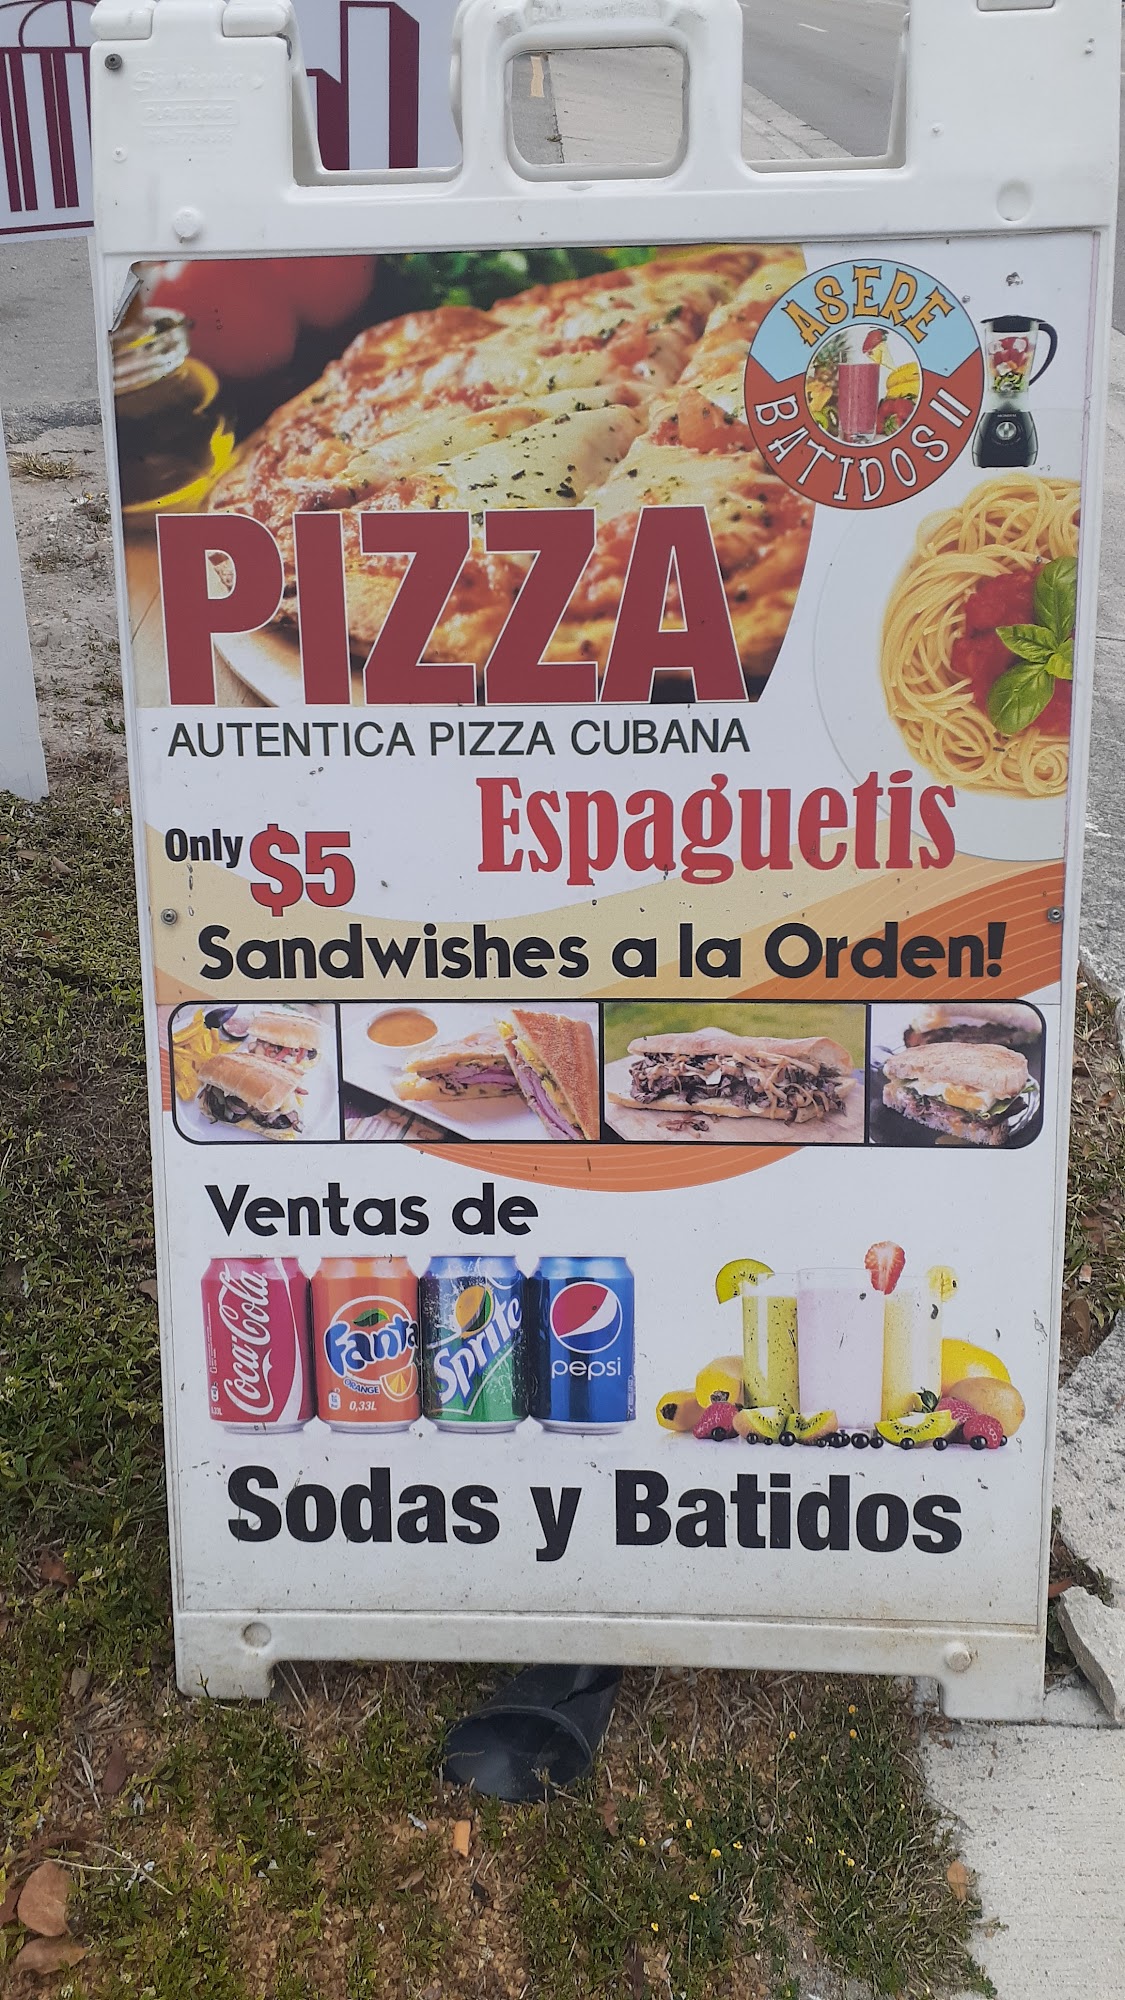 ASERE
BATIDOS II
PIZZA
AUTENTICA PIZZA CUBANA
Espaguetis
Only $5
Sandwishes a la Orden!
Ventas de
Coca-Cola
Fanta
ORANGE
0,33L
Sprite
pepsi
Sodas y Batidos